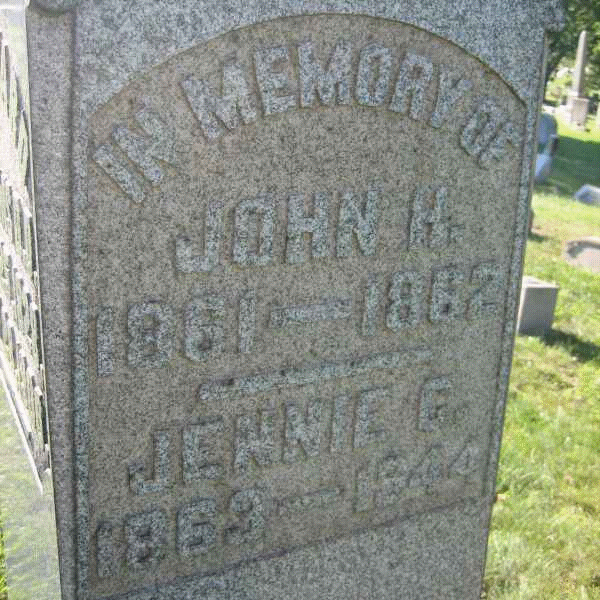 IN MEMORY OF
JOHN H.
1861 — 1862
JENNIE G.
1863 — 1944